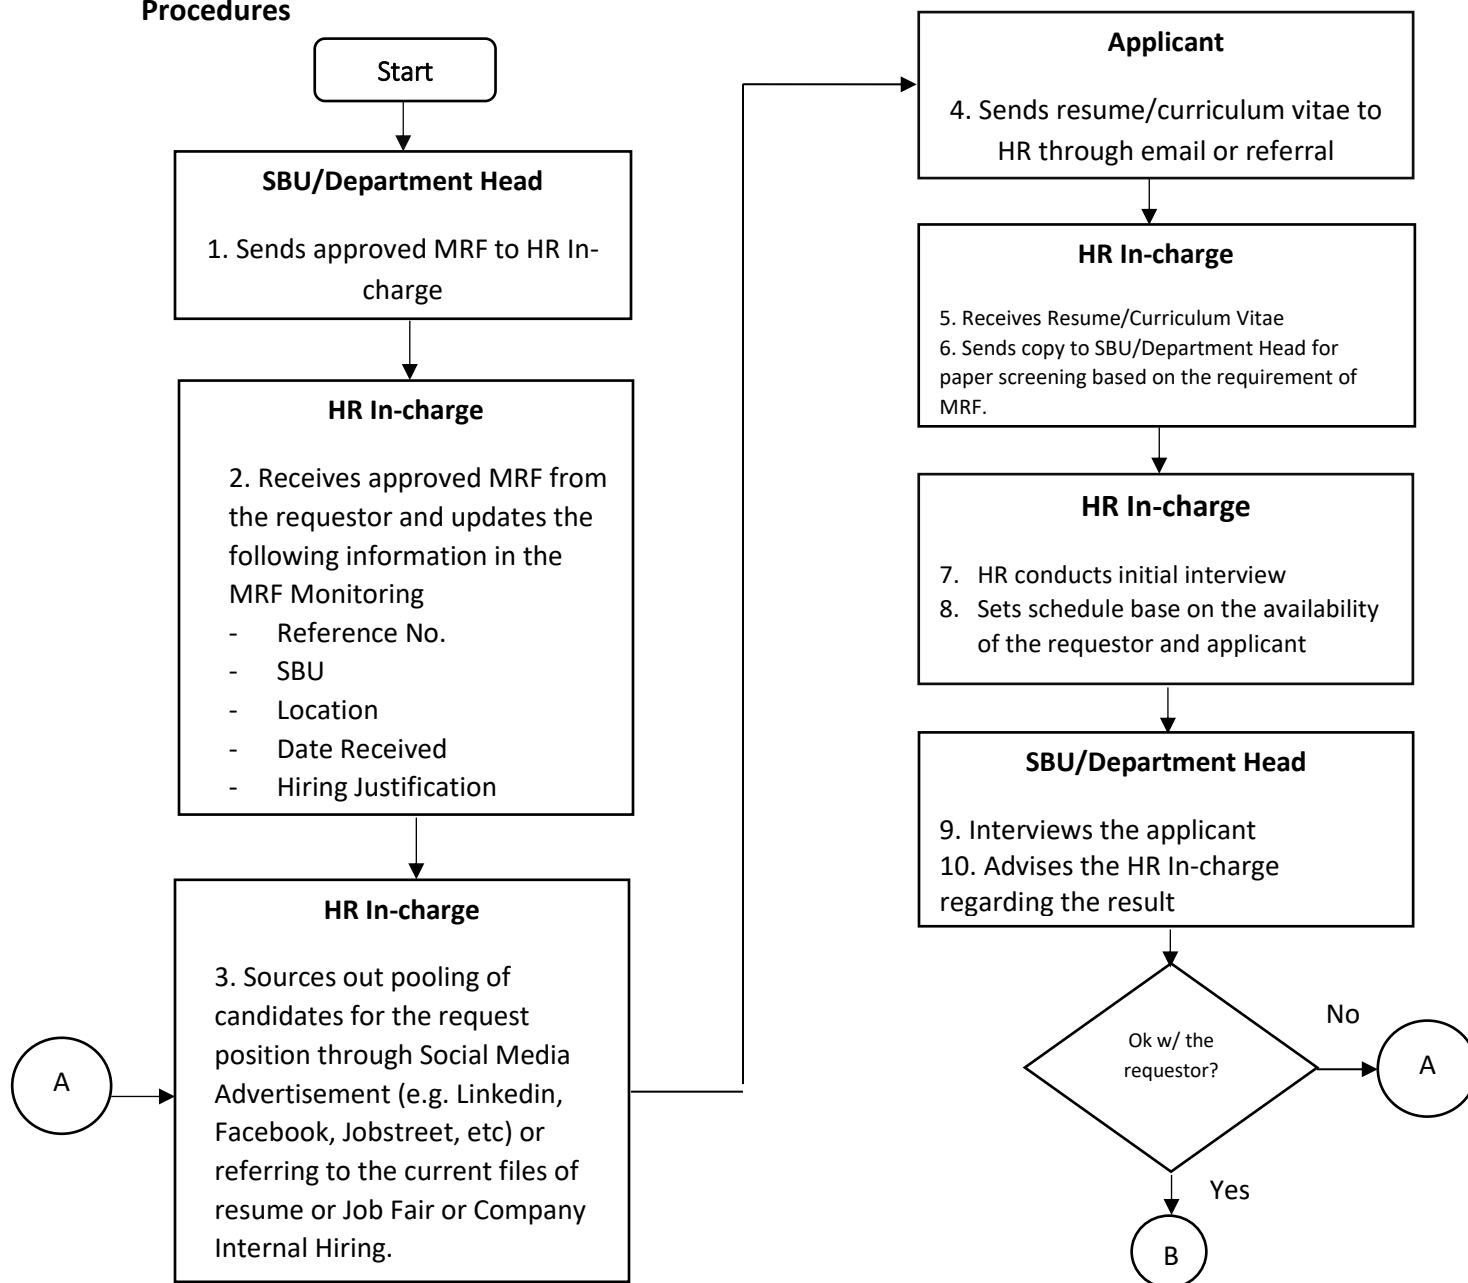 Procedures
Start
SBU/Department Head
1. Sends approved MRF to HR In-
charge
HR In-charge
2. Receives approved MRF from
the requestor and updates the
following information in the
MRF Monitoring
- Reference No.
- SBU
- Location
- Date Received
- Hiring Justification
HR In-charge
3. Sources out pooling of
candidates for the request
position through Social Media
Advertisement (e.g. Linkedin,
Facebook, Jobstreet, etc) or
referring to the current files of
resume or Job Fair or Company
Internal Hiring.
A
Applicant
4. Sends resume/curriculum vitae to
HR through email or referral
HR In-charge
5. Receives Resume/Curriculum Vitae
6. Sends copy to SBU/Department Head for
paper screening based on the requirement of
MRF.
HR In-charge
7. HR conducts initial interview
8. Sets schedule base on the availability
of the requestor and applicant
SBU/Department Head
9. Interviews the applicant
10. Advises the HR In-charge
regarding the result
Ok w/ the
requestor?
No
A
Yes
B